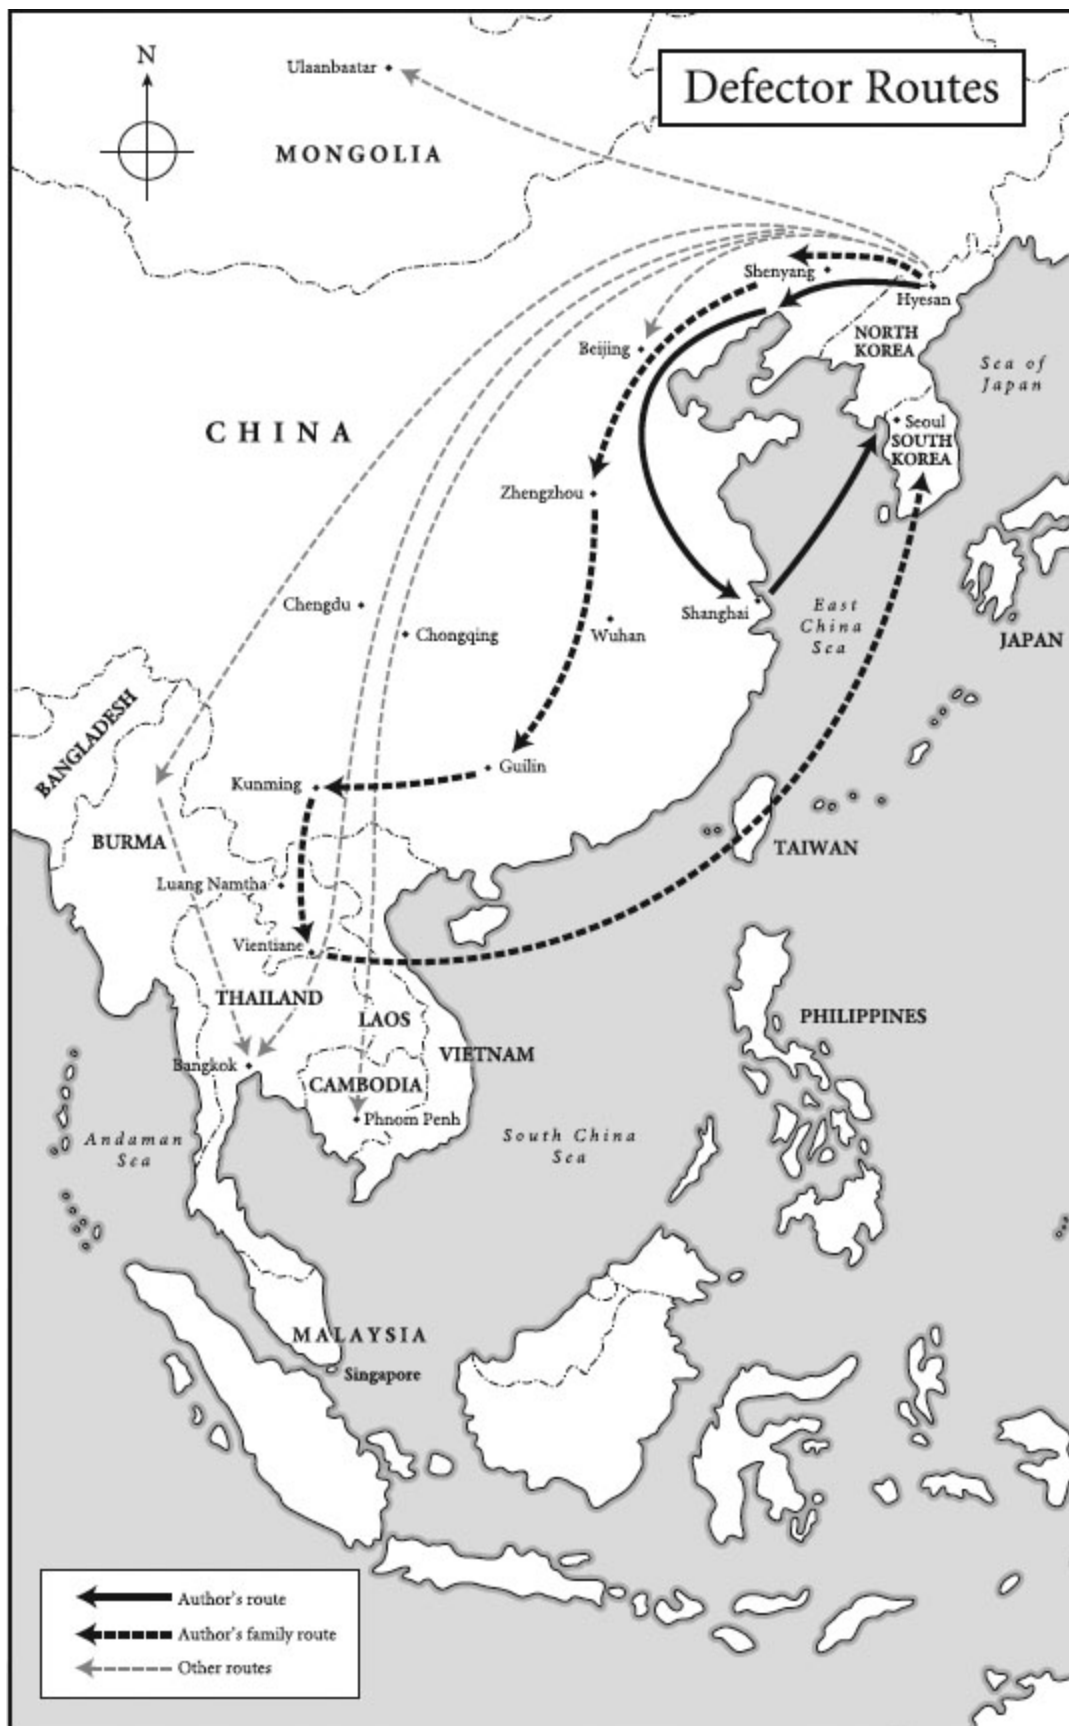 N
Defector Routes
Ulaanbaatar
MONGOLIA
Shenyang
Hyesan
NORTH
KOREA
Beijing
Sea of
Japan
CHINA
Seoul
SOUTH
KOREA
Zhengzhou
Chengdu
Chongqing
Wuhan
Shanghai
East
China
Sea
JAPAN
BANGLADESH
Kunming
Guilin
BURMA
TAIWAN
Luang Namtha
Vientiane
THAILAND
LAOS
VIETNAM
PHILIPPINES
Bangkok
CAMBODIA
Phnom Penh
Andaman
Sea
South China
Sea
MALAYSIA
Singapore
Author's route
Author's family route
Other routes